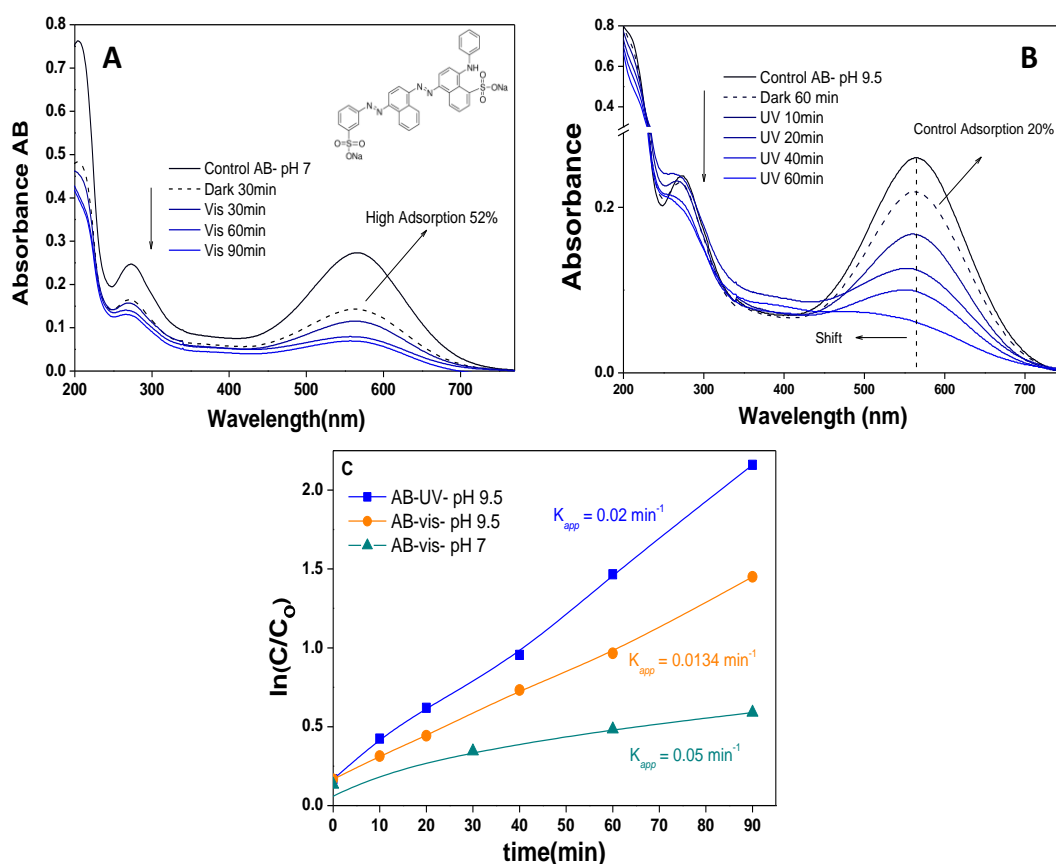 A
0.8
0.7
0.6
0.5
0.4
0.3
0.2
0.1
0.0
Absorbance AB
200 300 400 500 600 700
Wavelength(nm)
Control AB- pH 7
Dark 30min
Vis 30min
Vis 60min
Vis 90min
High Adsorption 52%
NH
O
S
ONa
O
N
N
N
N
O
S
O
ONa
B
0.8
0.6
0.4
0.2
0.0
Absorbance
200 300 400 500 600 700
Wavelength (nm)
Control AB- pH 9.5
Dark 60 min
UV 10min
UV 20min
UV 40min
UV 60min
Control Adsorption 20%
Shift
C
2.0
1.5
1.0
0.5
0.0
ln(C/C_O)
0 10 20 30 40 50 60 70 80 90
time(min)
AB-UV- pH 9.5
AB-vis- pH 9.5
AB-vis- pH 7
K_app = 0.02 min⁻¹
K_app = 0.0134 min⁻¹
K_app = 0.05 min⁻¹